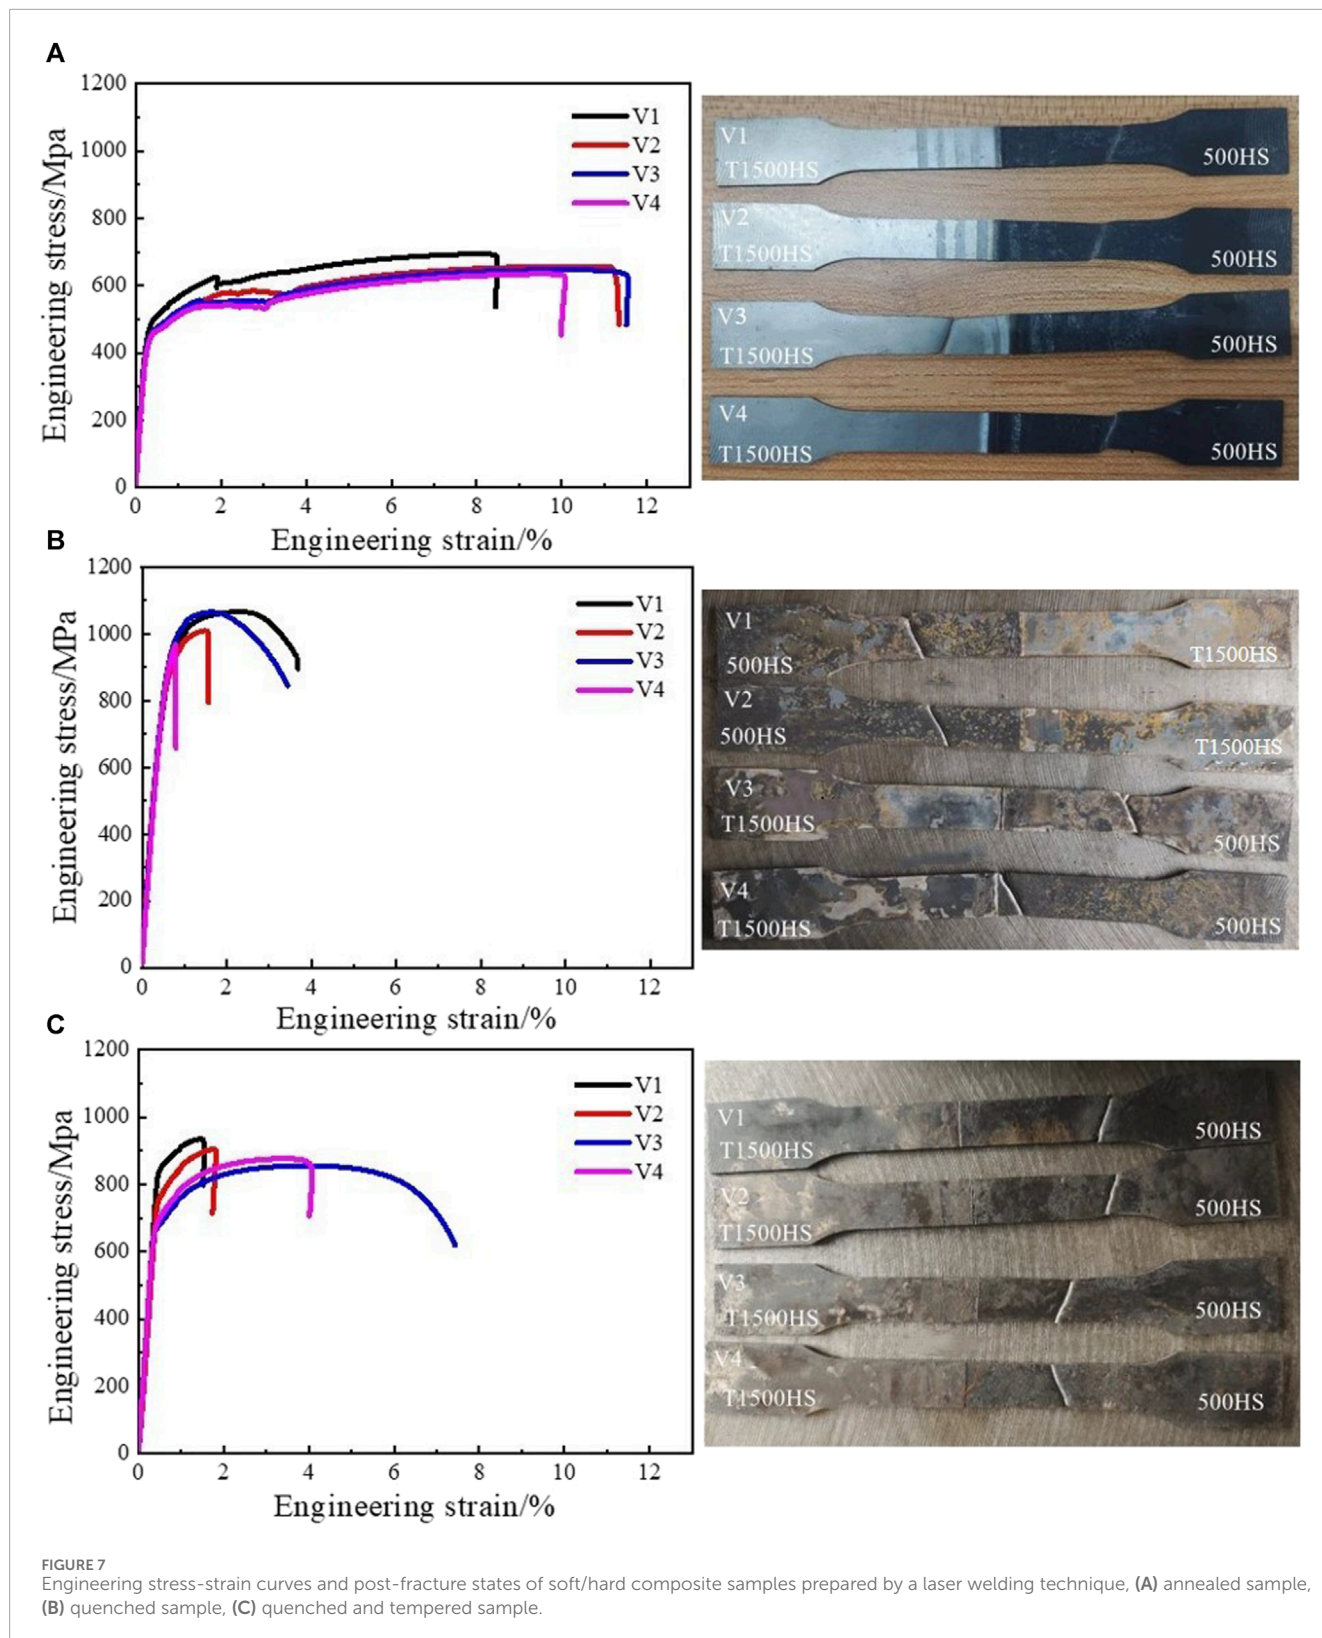 A
1200
1000
800
600
400
200
0
0 2 4 6 8 10 12
Engineering stress/Mpa
Engineering strain/%
V1
V2
V3
V4
V1
T1500HS
500HS
V2
T1500HS
500HS
V3
T1500HS
500HS
V4
T1500HS
500HS
B
1200
1000
800
600
400
200
0
0 2 4 6 8 10 12
Engineering stress/MPa
Engineering strain/%
V1
V2
V3
V4
V1
500HS
T1500HS
V2
500HS
T1500HS
V3
T1500HS
500HS
V4
T1500HS
500HS
C
1200
1000
800
600
400
200
0
0 2 4 6 8 10 12
Engineering stress/Mpa
Engineering strain/%
V1
V2
V3
V4
V1
T1500HS
500HS
V2
T1500HS
500HS
V3
T1500HS
500HS
V4
T1500HS
500HS
FIGURE 7
Engineering stress-strain curves and post-fracture states of soft/hard composite samples prepared by a laser welding technique, (A) annealed sample,
(B) quenched sample, (C) quenched and tempered sample.